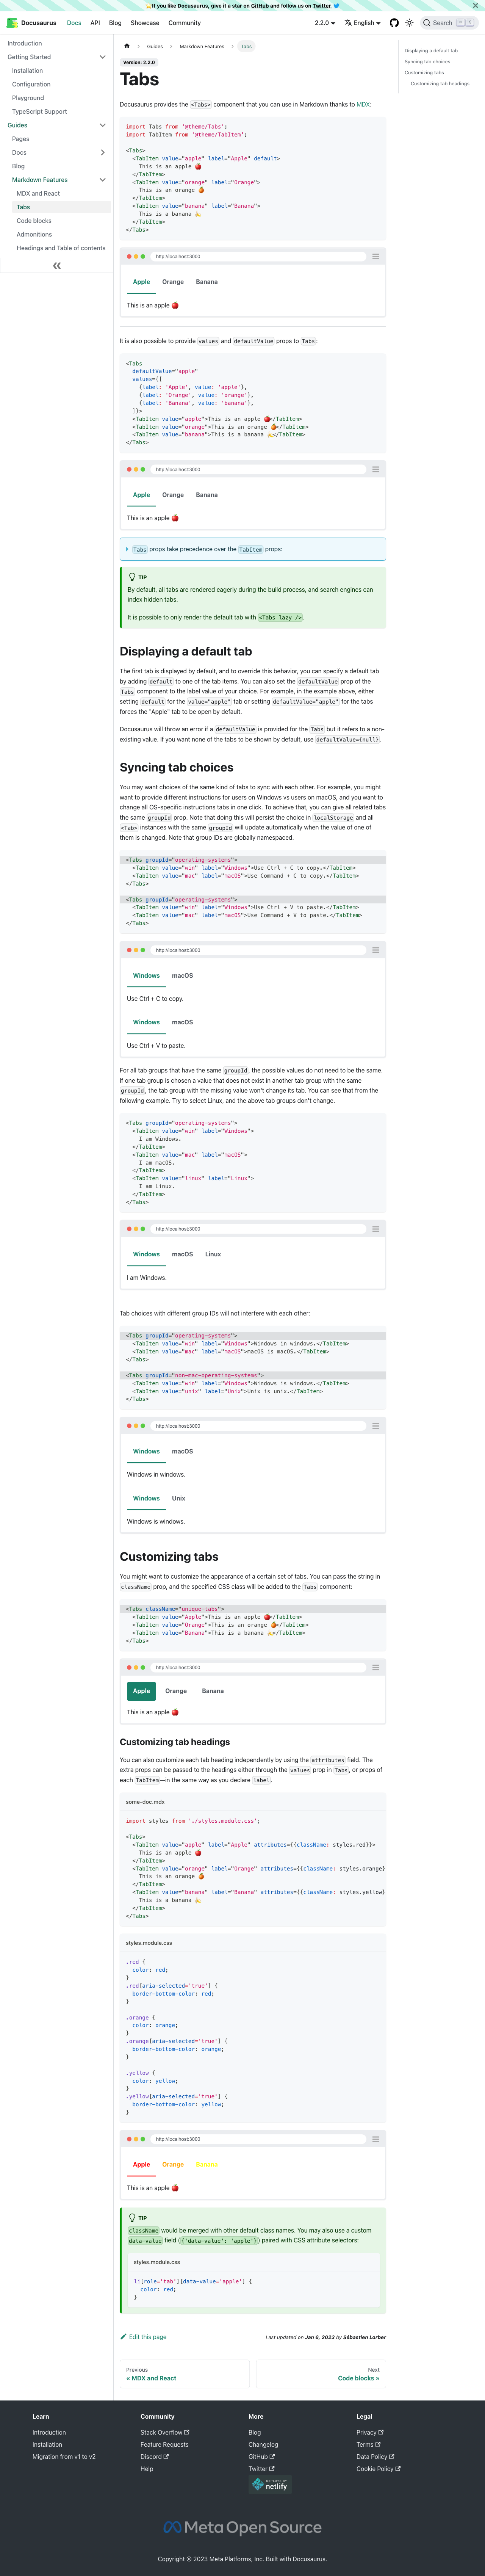 ⭐️ If you like Docusaurus, give it a star on GitHub and follow us on Twitter
Docusaurus Docs API Blog Showcase Community 2.2.0 English Search ⌘ K
Introduction
Getting Started
Installation
Configuration
Playground
TypeScript Support
Guides
Pages
Docs
Blog
Markdown Features
MDX and React
Tabs
Code blocks
Admonitions
Headings and Table of contents
Guides Markdown Features Tabs
Version: 2.2.0
Tabs
Docusaurus provides the <Tabs> component that you can use in Markdown thanks to MDX:
import Tabs from '@theme/Tabs';
import TabItem from '@theme/TabItem';
<Tabs>
<TabItem value="apple" label="Apple" default>
This is an apple 🍎
</TabItem>
<TabItem value="orange" label="Orange">
This is an orange 🍊
</TabItem>
<TabItem value="banana" label="Banana">
This is a banana 🍌
</TabItem>
</Tabs>
http://localhost:3000
Apple Orange Banana
This is an apple 🍎
It is also possible to provide values and defaultValue props to Tabs:
<Tabs
defaultValue="apple"
values={[
{label: 'Apple', value: 'apple'},
{label: 'Orange', value: 'orange'},
{label: 'Banana', value: 'banana'},
]}>
<TabItem value="apple">This is an apple 🍎</TabItem>
<TabItem value="orange">This is an orange 🍊</TabItem>
<TabItem value="banana">This is a banana 🍌</TabItem>
</Tabs>
http://localhost:3000
Apple Orange Banana
This is an apple 🍎
Tabs props take precedence over the TabItem props:
TIP
By default, all tabs are rendered eagerly during the build process, and search engines can
index hidden tabs.
It is possible to only render the default tab with <Tabs lazy />.
Displaying a default tab
The first tab is displayed by default, and to override this behavior, you can specify a default tab
by adding default to one of the tab items. You can also set the defaultValue prop of the
Tabs component to the label value of your choice. For example, in the example above, either
setting default for the value="apple" tab or setting defaultValue="apple" for the tabs
forces the "Apple" tab to be open by default.
Docusaurus will throw an error if a defaultValue is provided for the Tabs but it refers to a non-
existing value. If you want none of the tabs to be shown by default, use defaultValue={null}.
Syncing tab choices
You may want choices of the same kind of tabs to sync with each other. For example, you might
want to provide different instructions for users on Windows vs users on macOS, and you want to
change all OS-specific instructions tabs in one click. To achieve that, you can give all related tabs
the same groupId prop. Note that doing this will persist the choice in localStorage and all
<Tab> instances with the same groupId will update automatically when the value of one of
them is changed. Note that group IDs are globally namespaced.
<Tabs groupId="operating-systems">
<TabItem value="win" label="Windows">Use Ctrl + C to copy.</TabItem>
<TabItem value="mac" label="macOS">Use Command + C to copy.</TabItem>
</Tabs>
<Tabs groupId="operating-systems">
<TabItem value="win" label="Windows">Use Ctrl + V to paste.</TabItem>
<TabItem value="mac" label="macOS">Use Command + V to paste.</TabItem>
</Tabs>
http://localhost:3000
Windows macOS
Use Ctrl + C to copy.
Windows macOS
Use Ctrl + V to paste.
For all tab groups that have the same groupId, the possible values do not need to be the same.
If one tab group is chosen a value that does not exist in another tab group with the same
groupId, the tab group with the missing value won't change its tab. You can see that from the
following example. Try to select Linux, and the above tab groups don't change.
<Tabs groupId="operating-systems">
<TabItem value="win" label="Windows">
I am Windows.
</TabItem>
<TabItem value="mac" label="macOS">
I am macOS.
</TabItem>
<TabItem value="linux" label="Linux">
I am Linux.
</TabItem>
</Tabs>
http://localhost:3000
Windows macOS Linux
I am Windows.
Tab choices with different group IDs will not interfere with each other:
<Tabs groupId="operating-systems">
<TabItem value="win" label="Windows">Windows in windows.</TabItem>
<TabItem value="mac" label="macOS">macOS is macOS.</TabItem>
</Tabs>
<Tabs groupId="non-mac-operating-systems">
<TabItem value="win" label="Windows">Windows is windows.</TabItem>
<TabItem value="unix" label="Unix">Unix is unix.</TabItem>
</Tabs>
http://localhost:3000
Windows macOS
Windows in windows.
Windows Unix
Windows is windows.
Customizing tabs
You might want to customize the appearance of a certain set of tabs. You can pass the string in
className prop, and the specified CSS class will be added to the Tabs component:
<Tabs className="unique-tabs">
<TabItem value="Apple">This is an apple 🍎</TabItem>
<TabItem value="Orange">This is an orange 🍊</TabItem>
<TabItem value="Banana">This is a banana 🍌</TabItem>
</Tabs>
http://localhost:3000
Apple Orange Banana
This is an apple 🍎
Customizing tab headings
You can also customize each tab heading independently by using the attributes field. The
extra props can be passed to the headings either through the values prop in Tabs, or props of
each TabItem—in the same way as you declare label.
some-doc.mdx
import styles from './styles.module.css';
<Tabs>
<TabItem value="apple" label="Apple" attributes={{className: styles.red}}>
This is an apple 🍎
</TabItem>
<TabItem value="orange" label="Orange" attributes={{className: styles.orange}
This is an orange 🍊
</TabItem>
<TabItem value="banana" label="Banana" attributes={{className: styles.yellow}
This is a banana 🍌
</TabItem>
</Tabs>
styles.module.css
.red {
color: red;
}
.red[aria-selected='true'] {
border-bottom-color: red;
}
.orange {
color: orange;
}
.orange[aria-selected='true'] {
border-bottom-color: orange;
}
.yellow {
color: yellow;
}
.yellow[aria-selected='true'] {
border-bottom-color: yellow;
}
http://localhost:3000
Apple Orange Banana
This is an apple 🍎
TIP
className would be merged with other default class names. You may also use a custom
data-value field ({'data-value': 'apple'}) paired with CSS attribute selectors:
styles.module.css
li[role='tab'][data-value='apple'] {
color: red;
}
Edit this page
Last updated on Jan 6, 2023 by Sébastien Lorber
Previous
« MDX and React
Next
Code blocks »
Displaying a default tab
Syncing tab choices
Customizing tabs
Customizing tab headings
Learn
Introduction
Installation
Migration from v1 to v2
Community
Stack Overflow
Feature Requests
Discord
Help
More
Blog
Changelog
GitHub
Twitter
DEPLOYS BY
netlify
Legal
Privacy
Terms
Data Policy
Cookie Policy
Meta Open Source
Copyright © 2023 Meta Platforms, Inc. Built with Docusaurus.